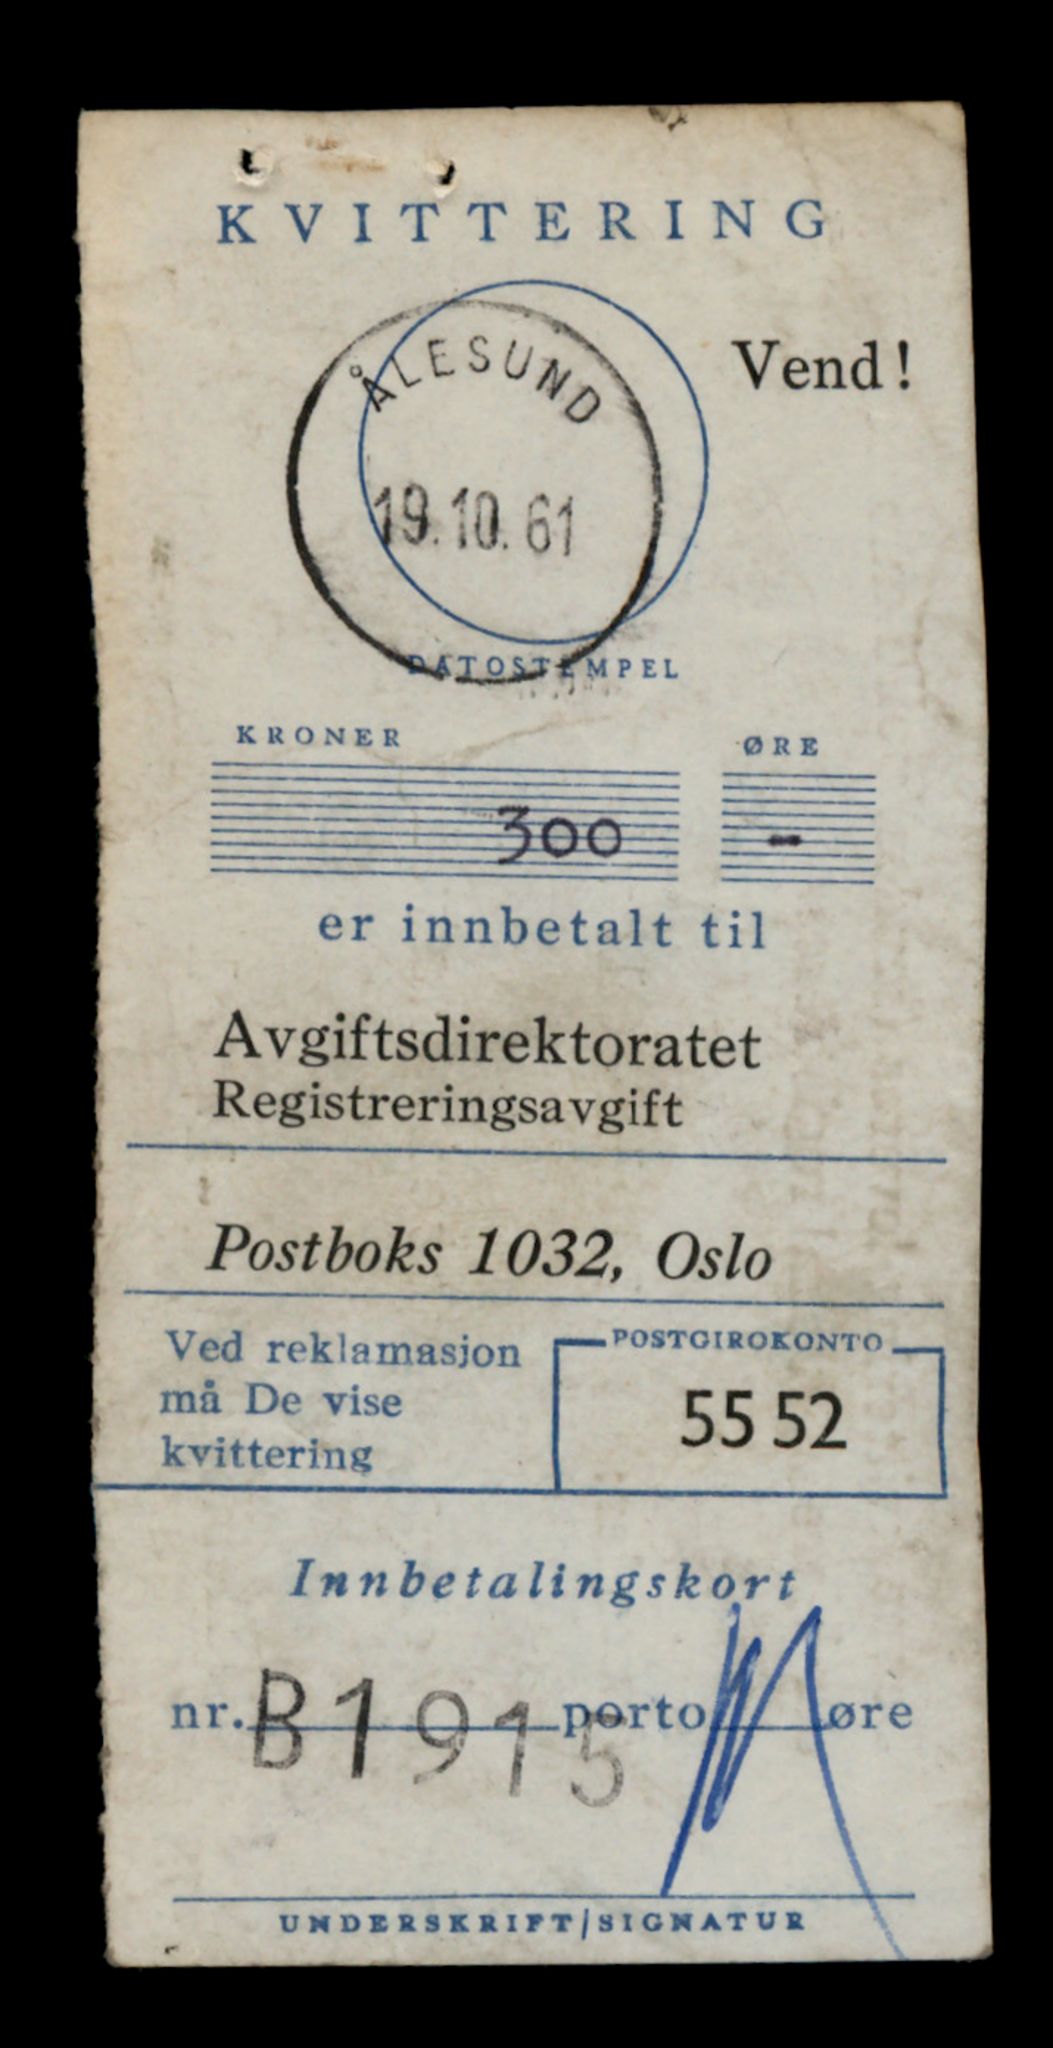 KVITTERING
Vend!
ÅLESUND
19.10.61
DATOSTEMPEL
KRONER ØRE
300 -
er innbetalt til
Avgiftsdirektoratet
Registreringsavgift
Postboks 1032, Oslo
Ved reklamasjon
må De vise
kvittering
POSTGIROKONTO
55 52
Innbetalingskort
nr. B1915 porto øre
UNDERSKRIFT/SIGNATUR